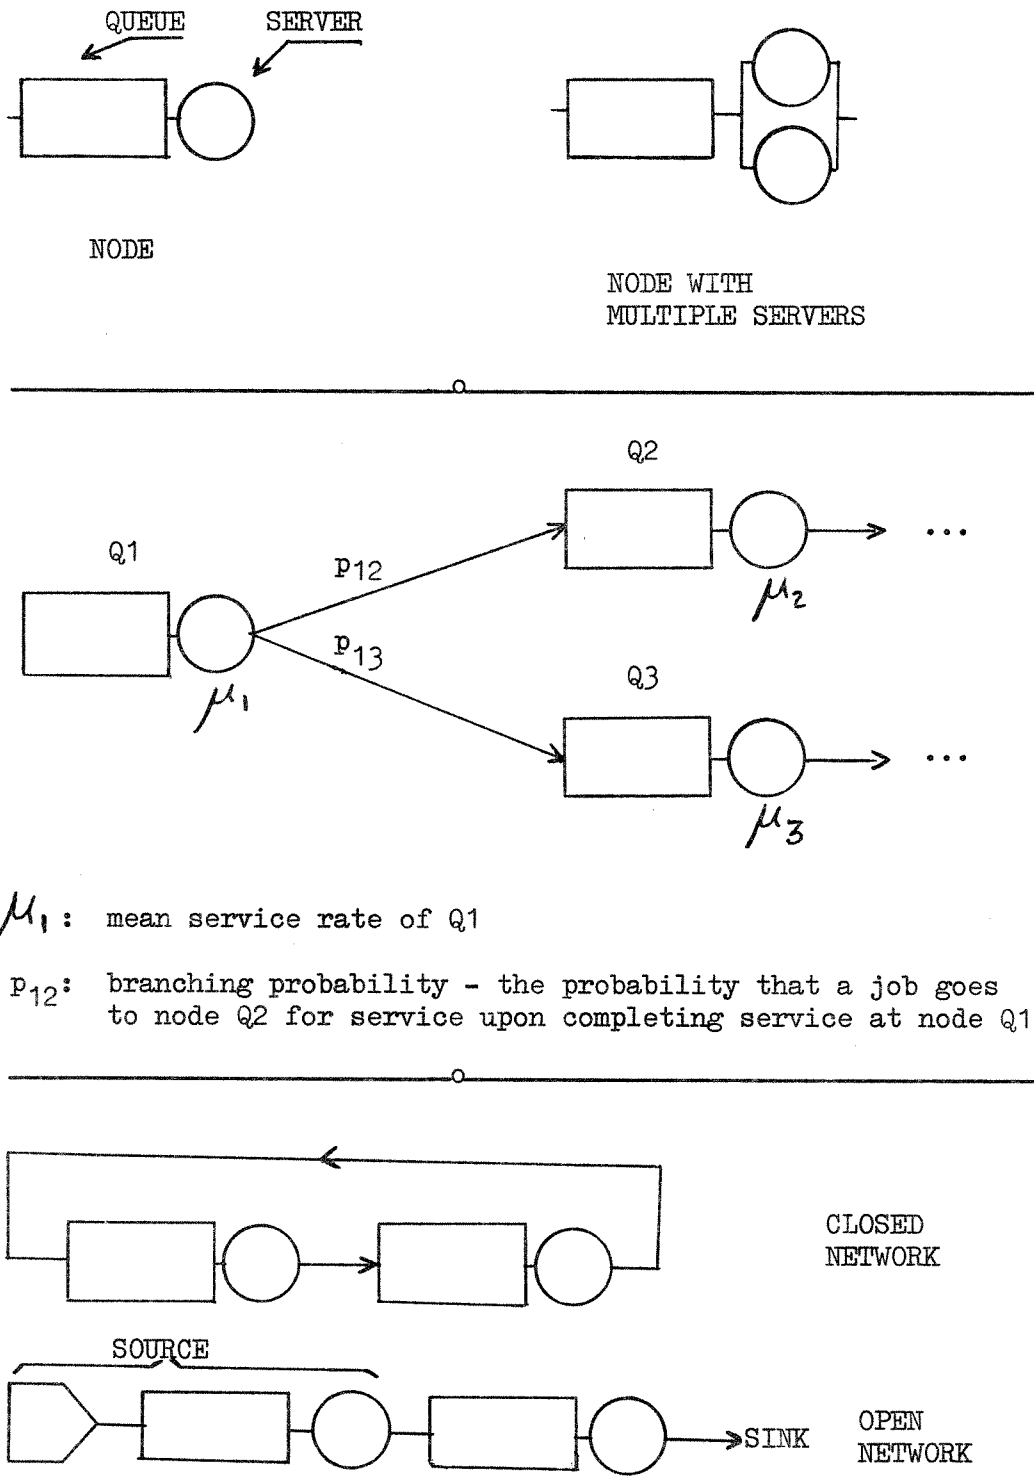 QUEUE SERVER
NODE
NODE WITH
MULTIPLE SERVERS
Q2
Q1
p12
μ2
p13
Q3
μ1
μ3
μ1: mean service rate of Q1
p12: branching probability - the probability that a job goes
to node Q2 for service upon completing service at node Q1
CLOSED
NETWORK
SOURCE
SINK
OPEN
NETWORK